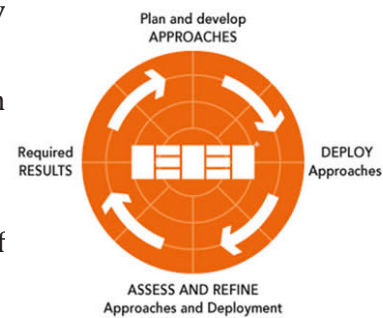 Plan and develop
APPROACHES
Required
RESULTS
DEPLOY
Approaches
ASSESS AND REFINE
Approaches and Deployment